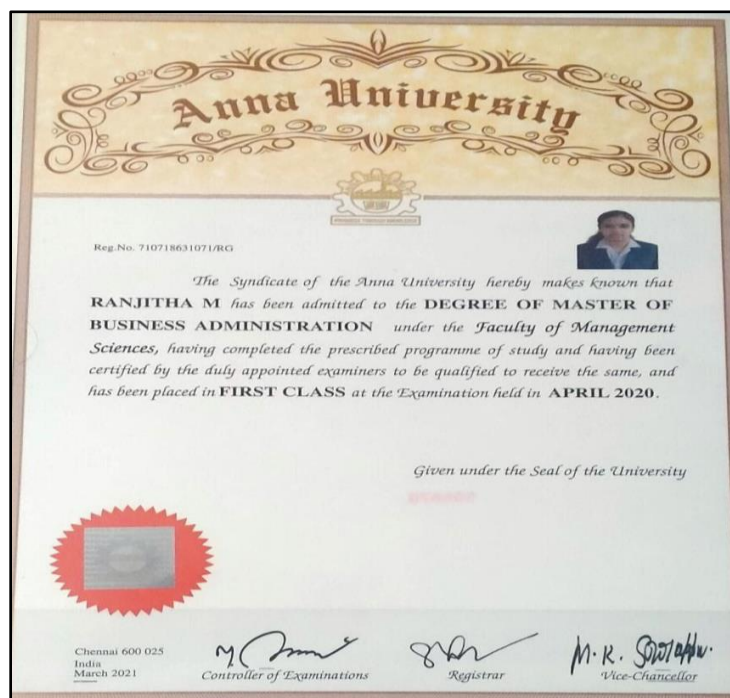 Anna University
PROGRESS THROUGH KNOWLEDGE
Reg.No. 710718631071/RG
The Syndicate of the Anna University hereby makes known that
RANJITHA M has been admitted to the DEGREE OF MASTER OF
BUSINESS ADMINISTRATION under the Faculty of Management
Sciences, having completed the prescribed programme of study and having been
certified by the duly appointed examiners to be qualified to receive the same, and
has been placed in FIRST CLASS at the Examination held in APRIL 2020.
Given under the Seal of the University
Chennai 600 025
India
March 2021
Controller of Examinations
Registrar
M. K.
Vice-Chancellor